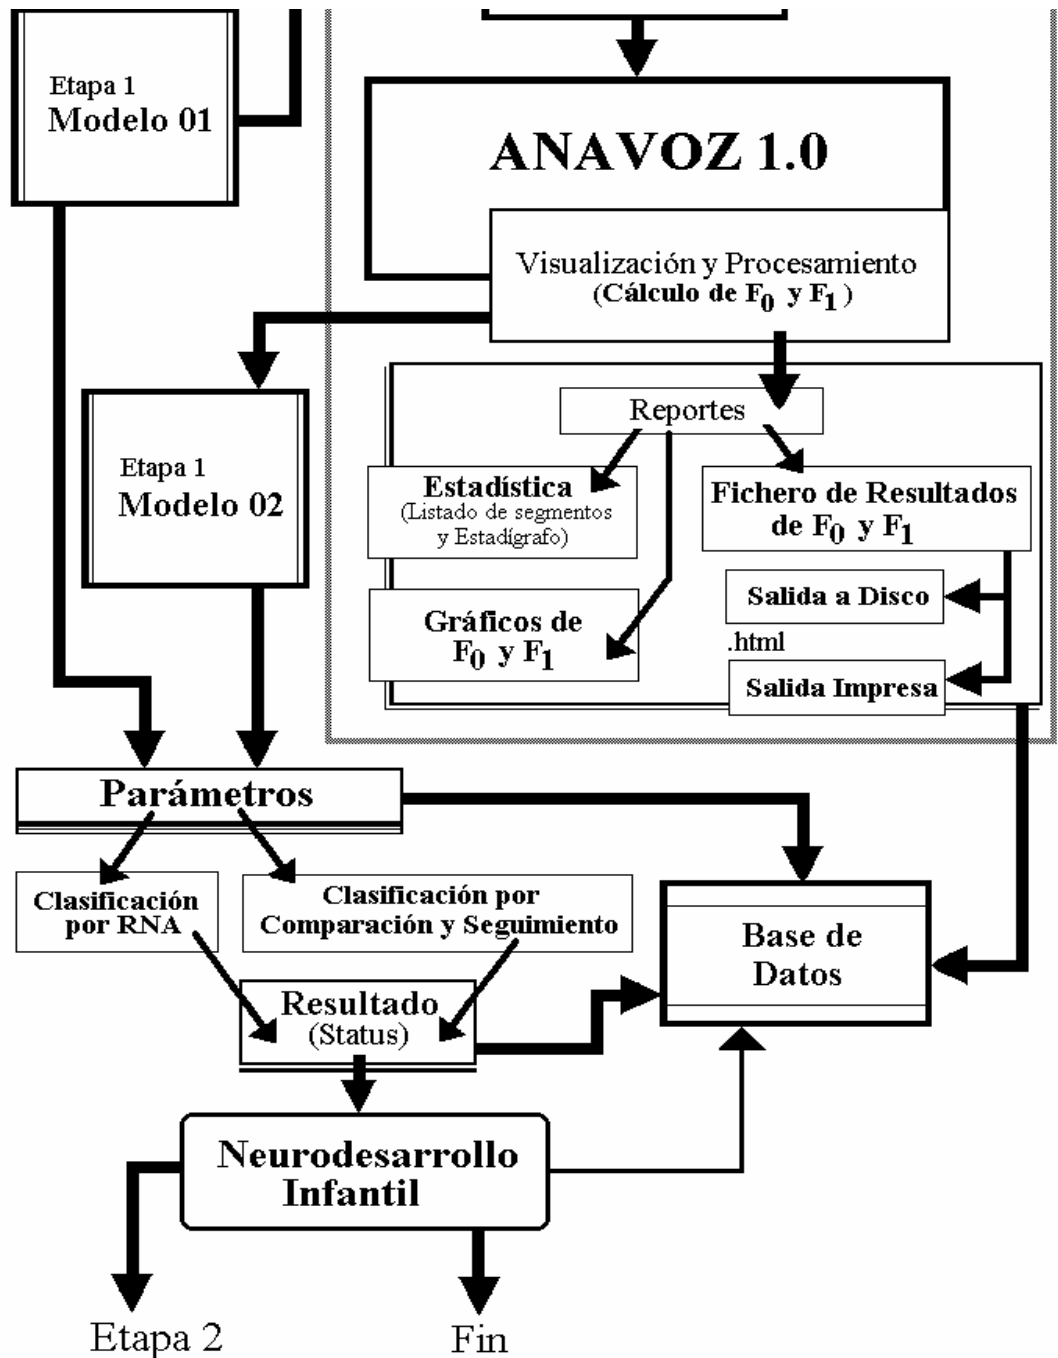 Etapa 1
Modelo 01
ANAVOZ 1.0
Visualización y Procesamiento
(Cálculo de F0 y F1)
Etapa 1
Modelo 02
Reportes
Estadística
(Listado de segmentos
y Estadígrafo)
Fichero de Resultados
de F0 y F1
Gráficos de
F0 y F1
Salida a Disco
.html
Salida Impresa
Parámetros
Clasificación
por RNA
Clasificación por
Comparación y Seguimiento
Base de
Datos
Resultado
(Status)
Neurodesarrollo
Infantil
Etapa 2
Fin